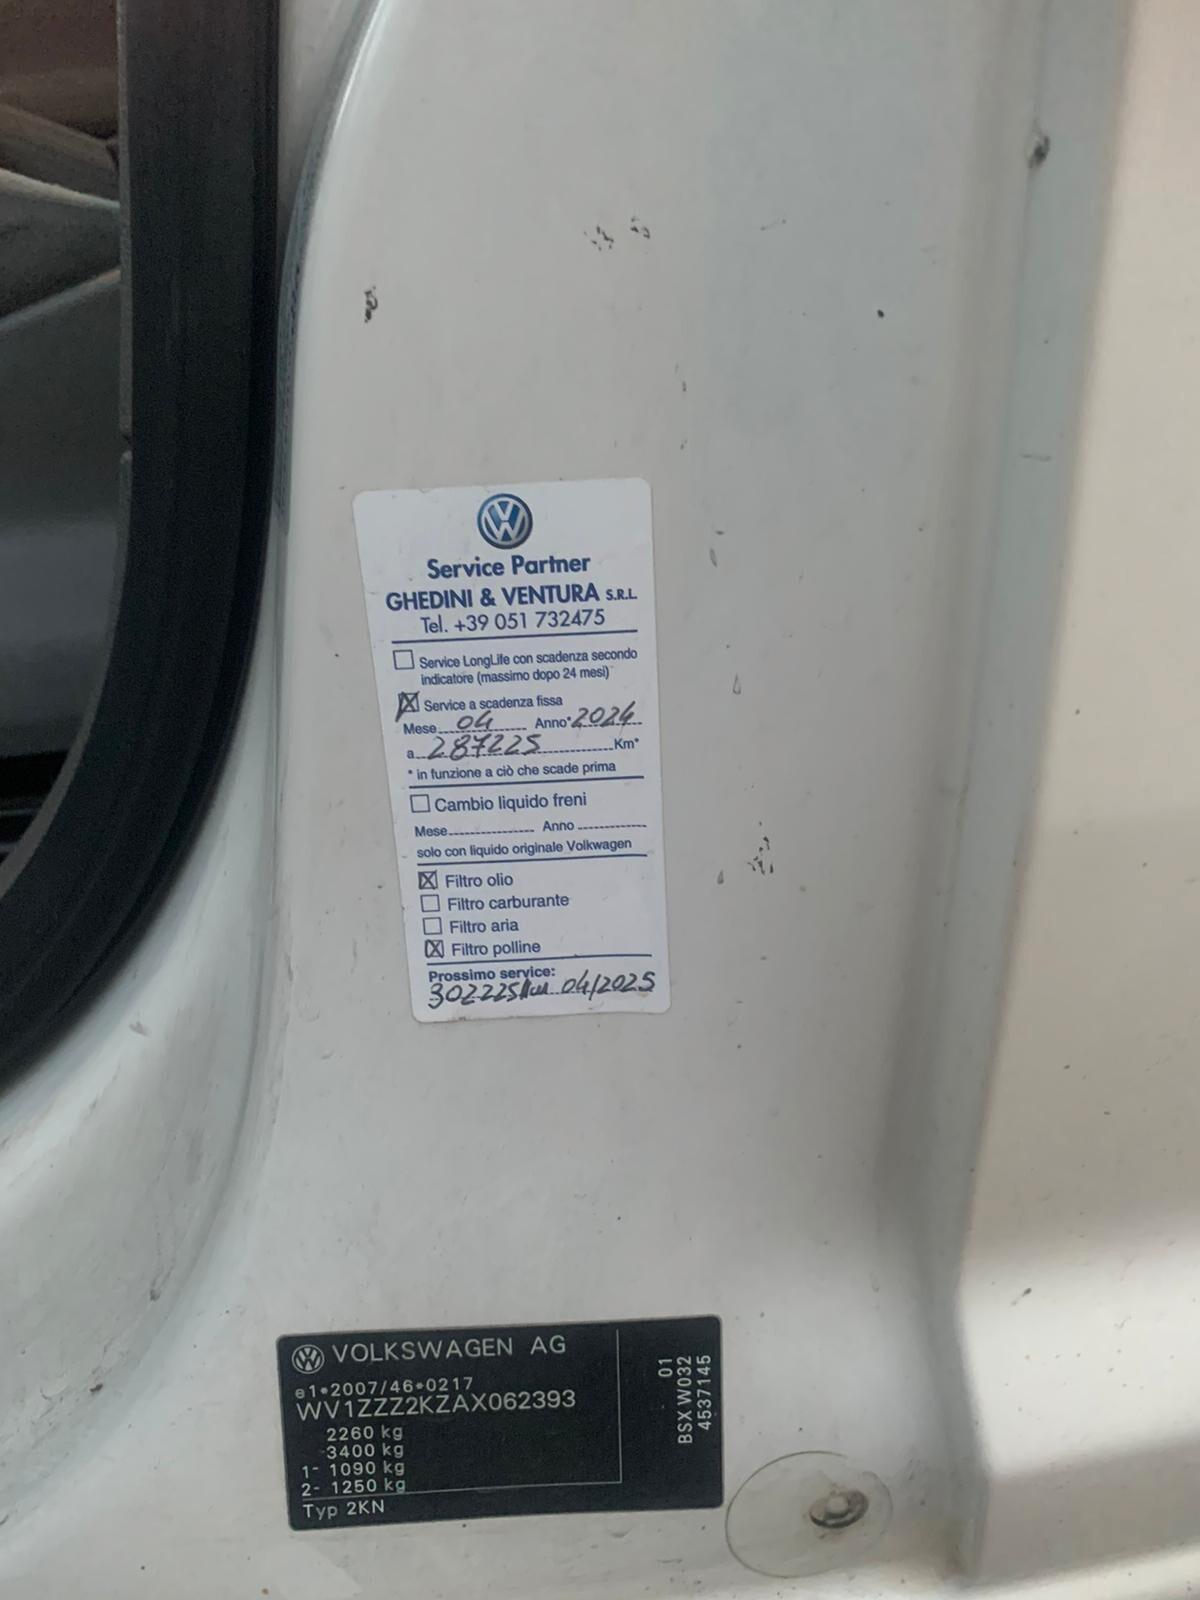 Service Partner
GHEDINI & VENTURA S.R.L.
Tel. +39 051 732475
Service LongLife con scadenza secondo
indicatore (massimo dopo 24 mesi)
Service a scadenza fissa
Mese 04 Anno* 2024
a 287225 Km*
* in funzione a ciò che scade prima
Cambio liquido freni
Mese Anno
solo con liquido originale Volkwagen
Filtro olio
Filtro carburante
Filtro aria
Filtro polline
Prossimo service:
302225 Km 04/2025
VOLKSWAGEN AG
e1*2007/46*0217
WV1ZZZ2KZAX062393
2260 kg
3400 kg
1- 1090 kg
2- 1250 kg
Typ 2KN
01
BSX W032
4537145